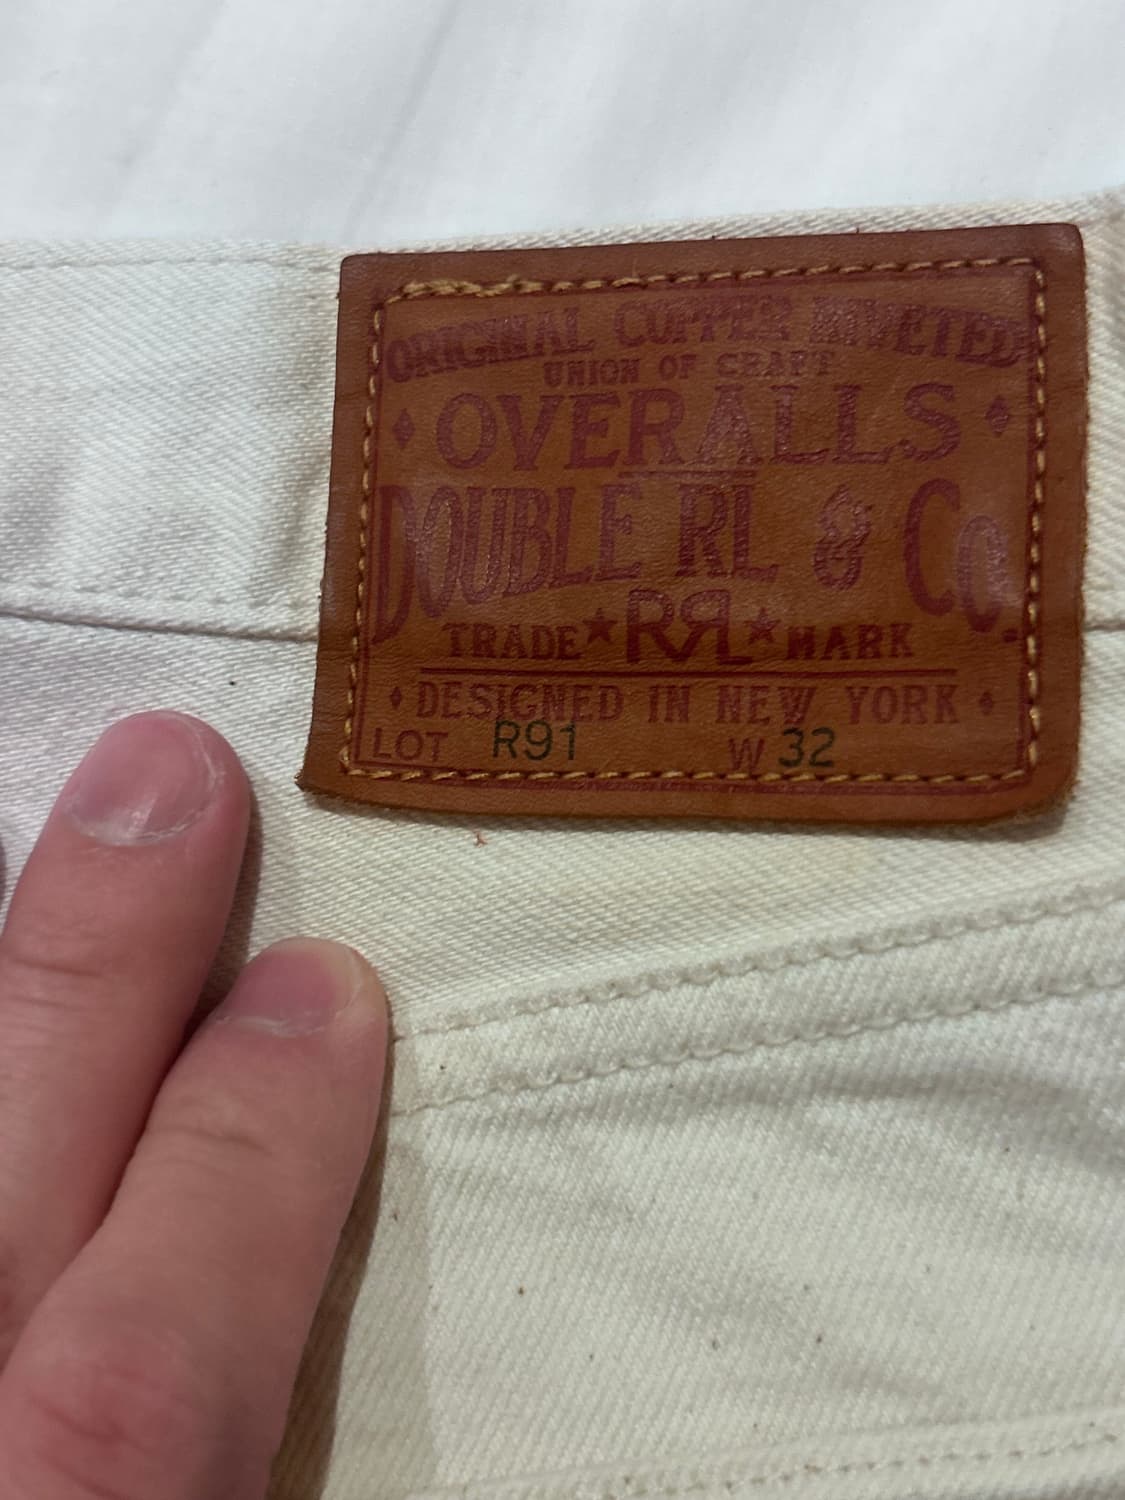 ORIGINAL COPPER RIVETED
UNION OF CRAFT
OVERALLS
DOUBLE RL & Co.
TRADE ★ RRL ★ MARK
DESIGNED IN NEW YORK
LOT R91 W 32